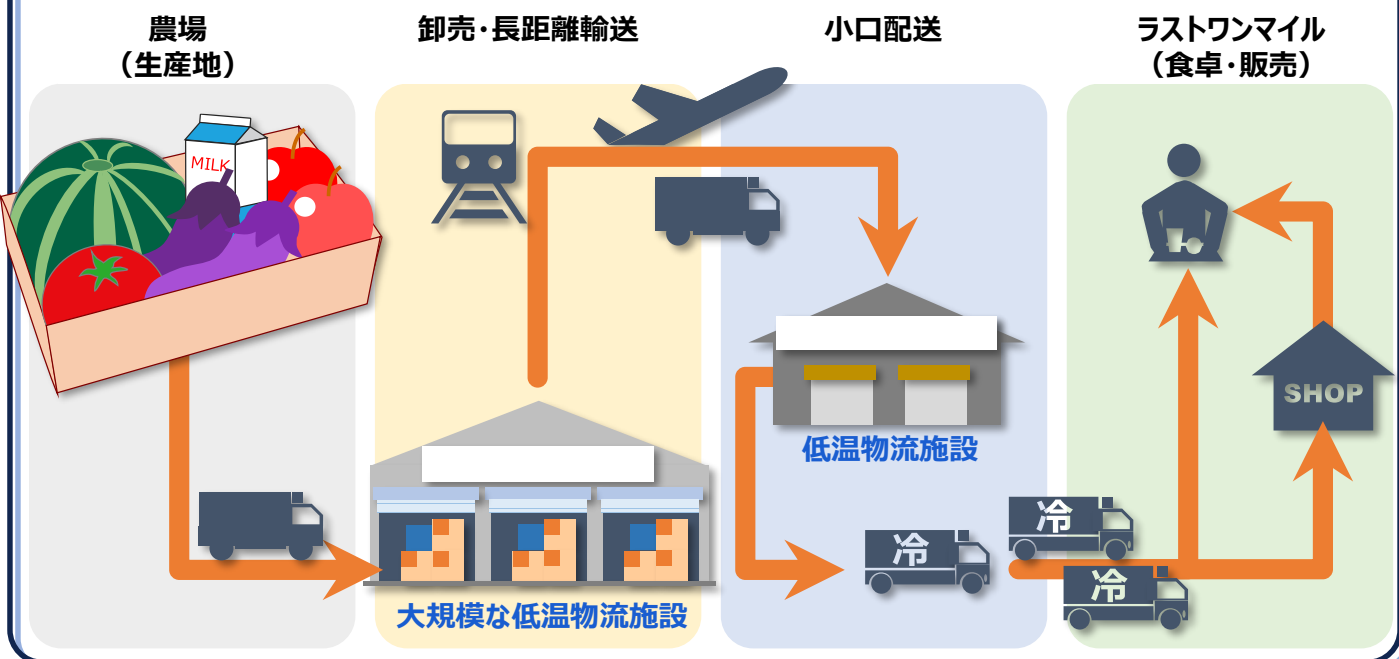 農場
（生産地）
卸売・長距離輸送
小口配送
ラストワンマイル
（食卓・販売）
MILK
SHOP
低温物流施設
冷
冷
冷
大規模な低温物流施設